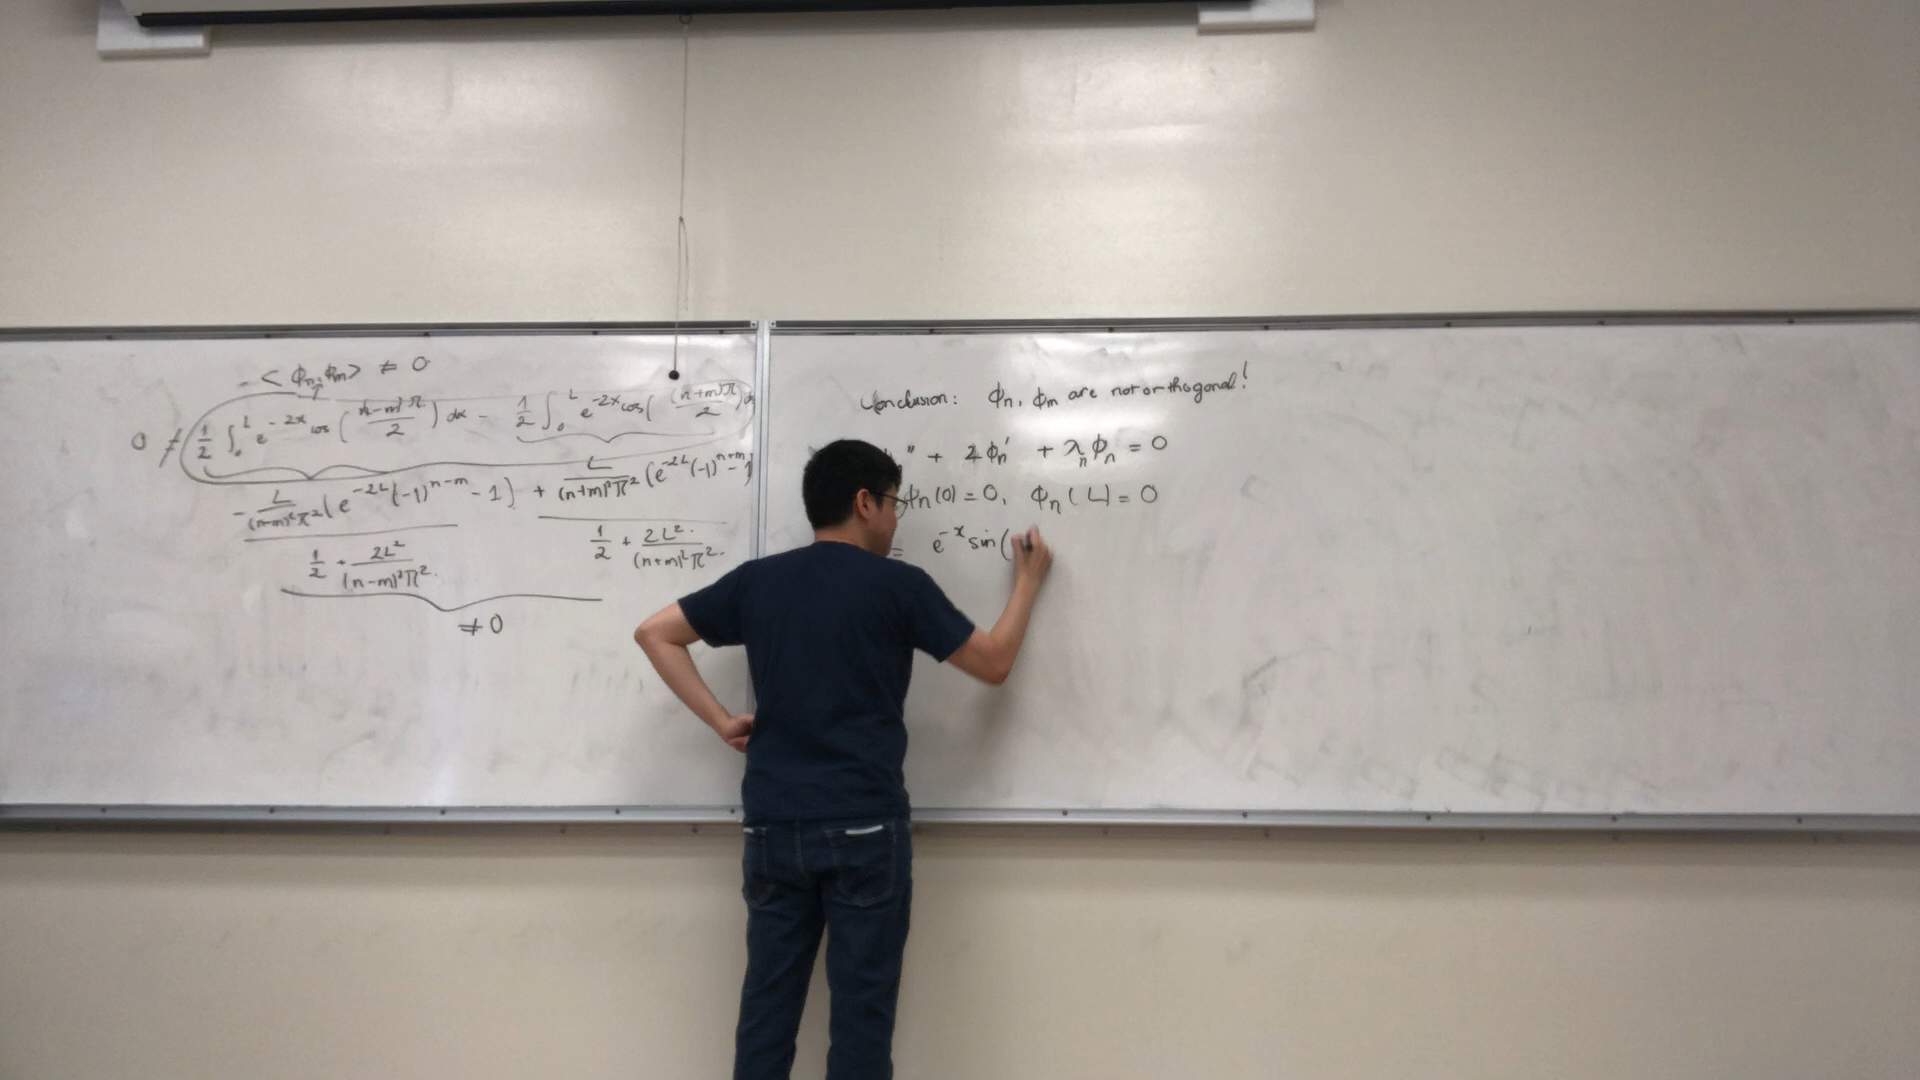 < ϕn, ϕm> ≠ 0
0 ≠ 1/2 ∫₀ᴸ e^{-2x} cos( (n-m)π/2 ) dx - 1/2 ∫₀ᴸ e^{-2x} cos( (n+m)π/2 )
- L/((n-m)²π²) ( e^{-2L} (-1)^{n-m} - 1 ) + L/((n+m)²π²) ( e^{-2L} (-1)^{n+m} - 1
1/2 + 2L²/((n-m)²π²). 1/2 + 2L²./((n+m)²π².
≠ 0
Conclusion: ϕn, ϕm are not orthogonal!
" + 2 ϕn' + λn ϕn = 0
ϕn(0) = 0, ϕn(L) = 0
= e^{-x} sin(